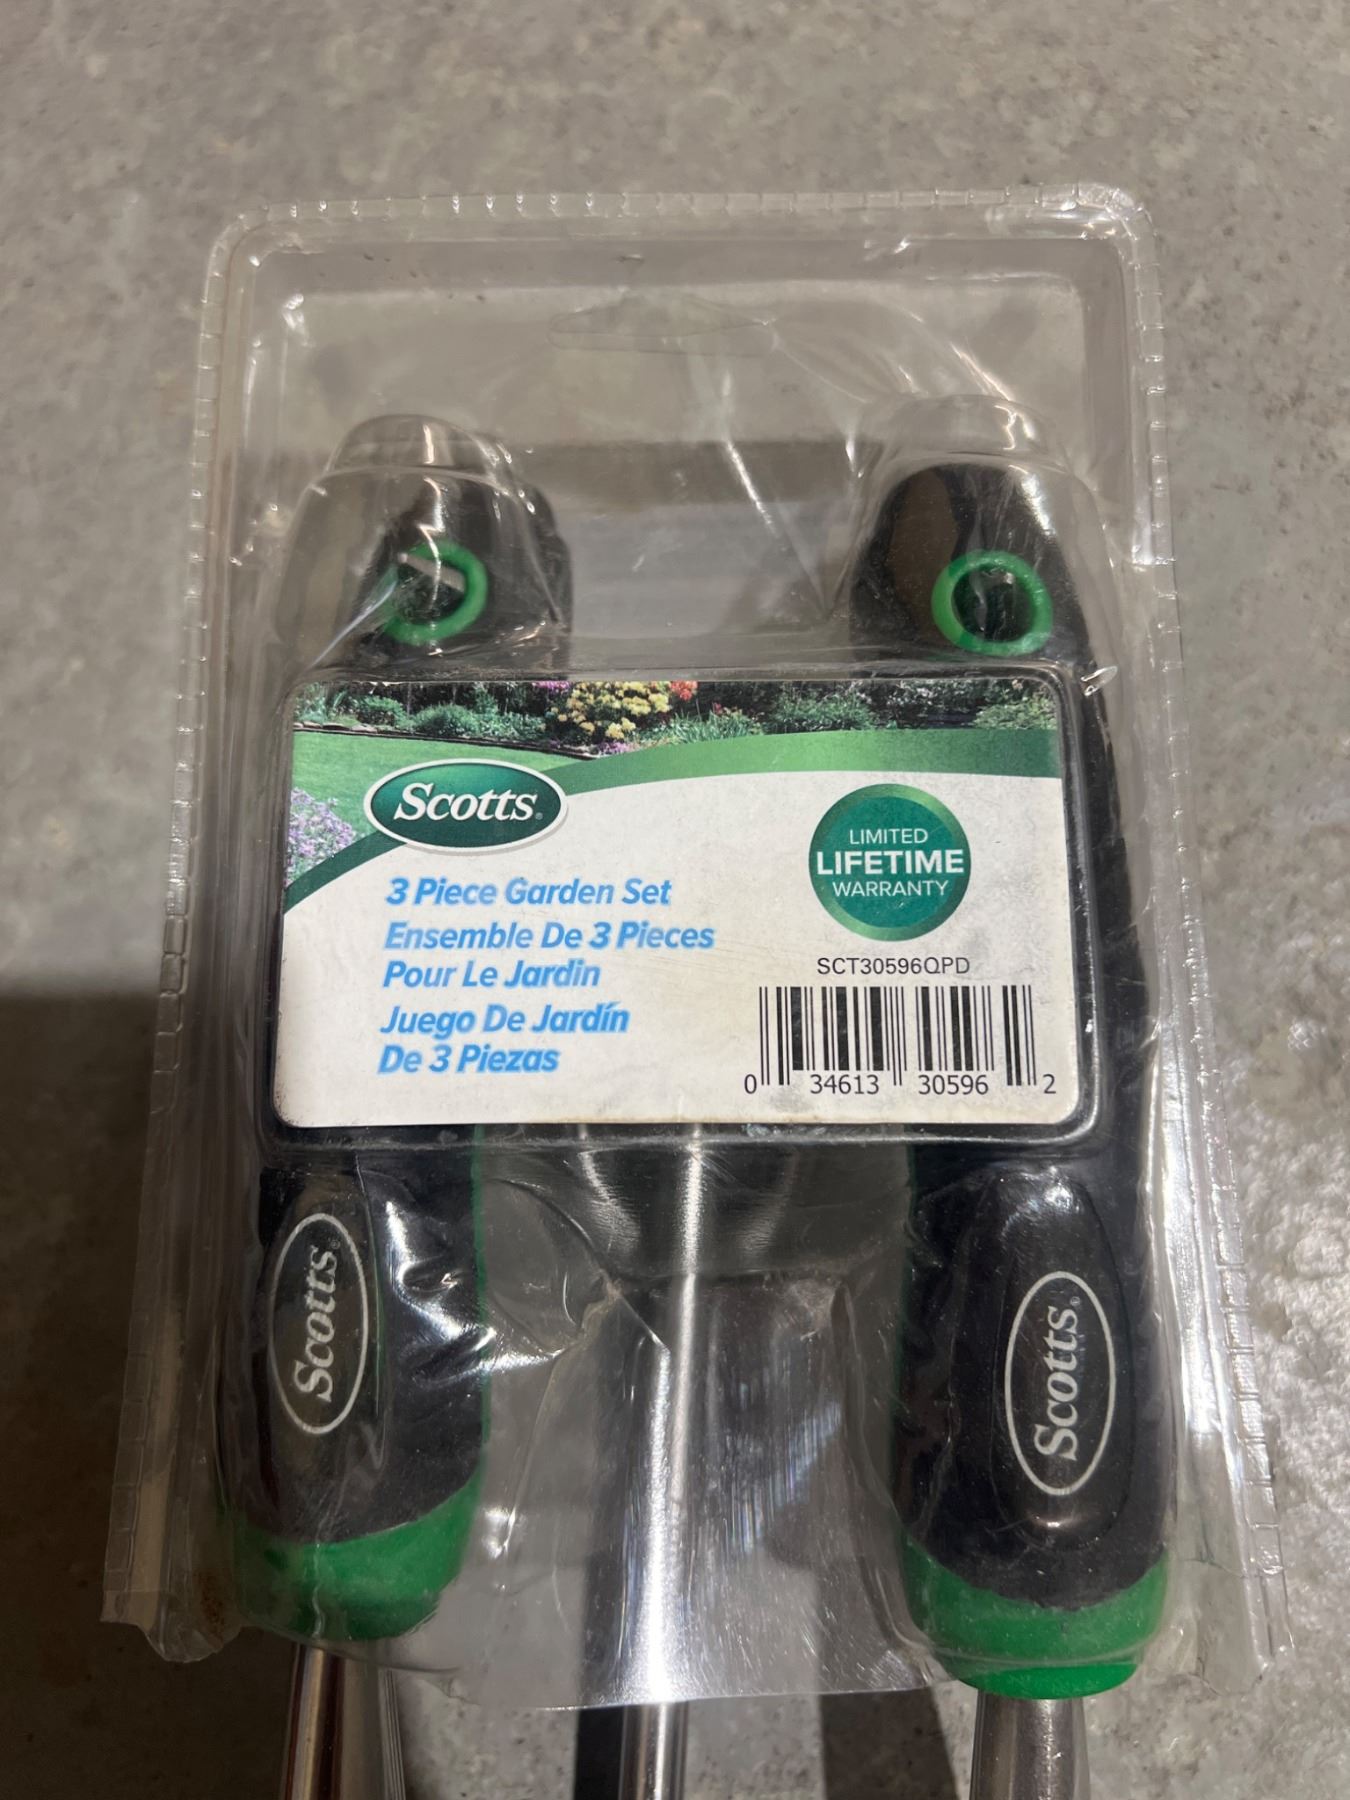 Scotts®
LIMITED
LIFETIME
WARRANTY
3 Piece Garden Set
Ensemble De 3 Pieces
Pour Le Jardin
Juego De Jardín
De 3 Piezas
SCT30596QPD
0 34613 30596 2
Scotts®
Scotts®